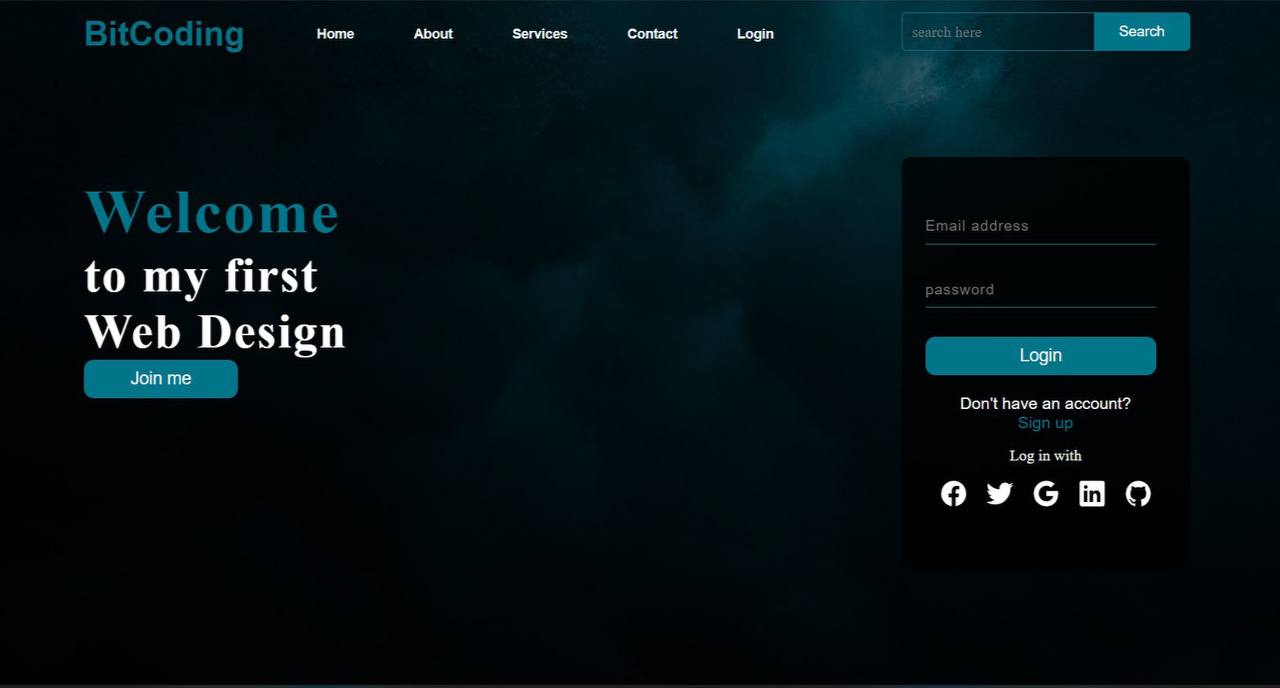 BitCoding
Home
About
Services
Contact
Login
search here
Search
Welcome
to my first
Web Design
Join me
Email address
password
Login
Don't have an account?
Sign up
Log in with